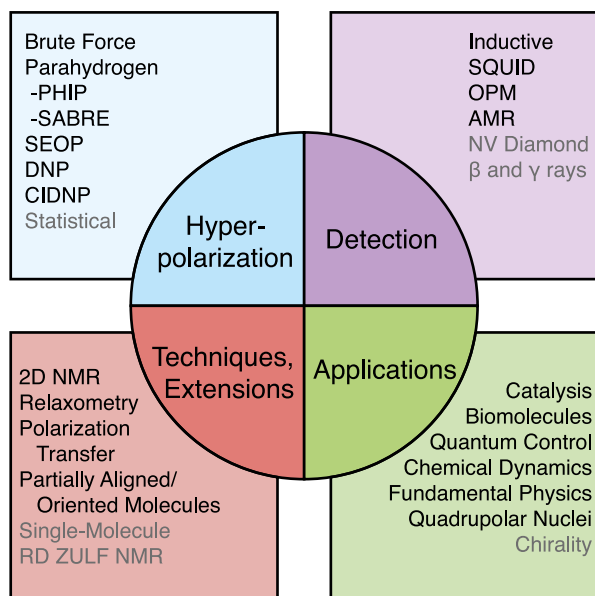 Brute Force
Parahydrogen
-PHIP
-SABRE
SEOP
DNP
CIDNP
Statistical
Inductive
SQUID
OPM
AMR
NV Diamond
β and γ rays
Hyper-
polarization
Detection
Techniques,
Extensions
Applications
2D NMR
Relaxometry
Polarization
Transfer
Partially Aligned/
Oriented Molecules
Single-Molecule
RD ZULF NMR
Catalysis
Biomolecules
Quantum Control
Chemical Dynamics
Fundamental Physics
Quadrupolar Nuclei
Chirality